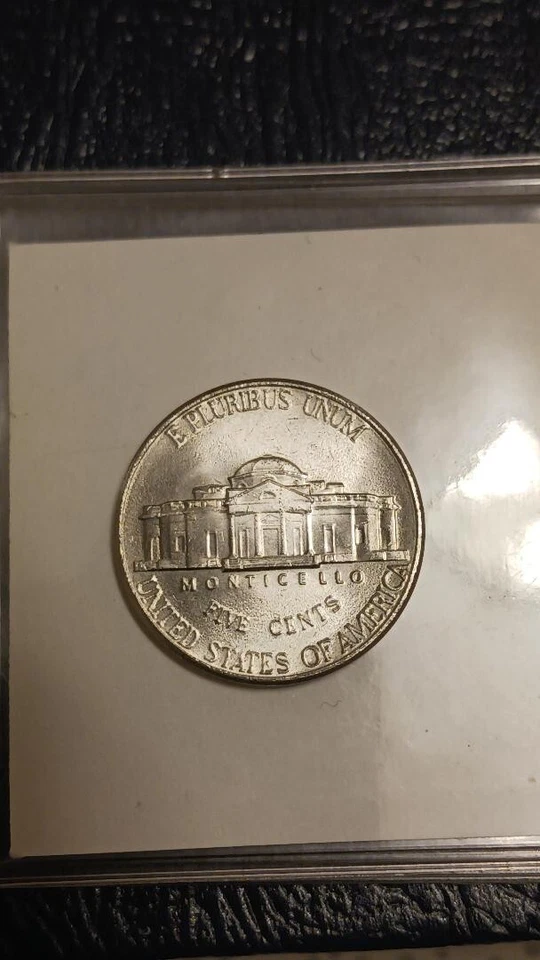 E PLURIBUS UNUM
MONTICELLO
FIVE CENTS
UNITED STATES OF AMERICA